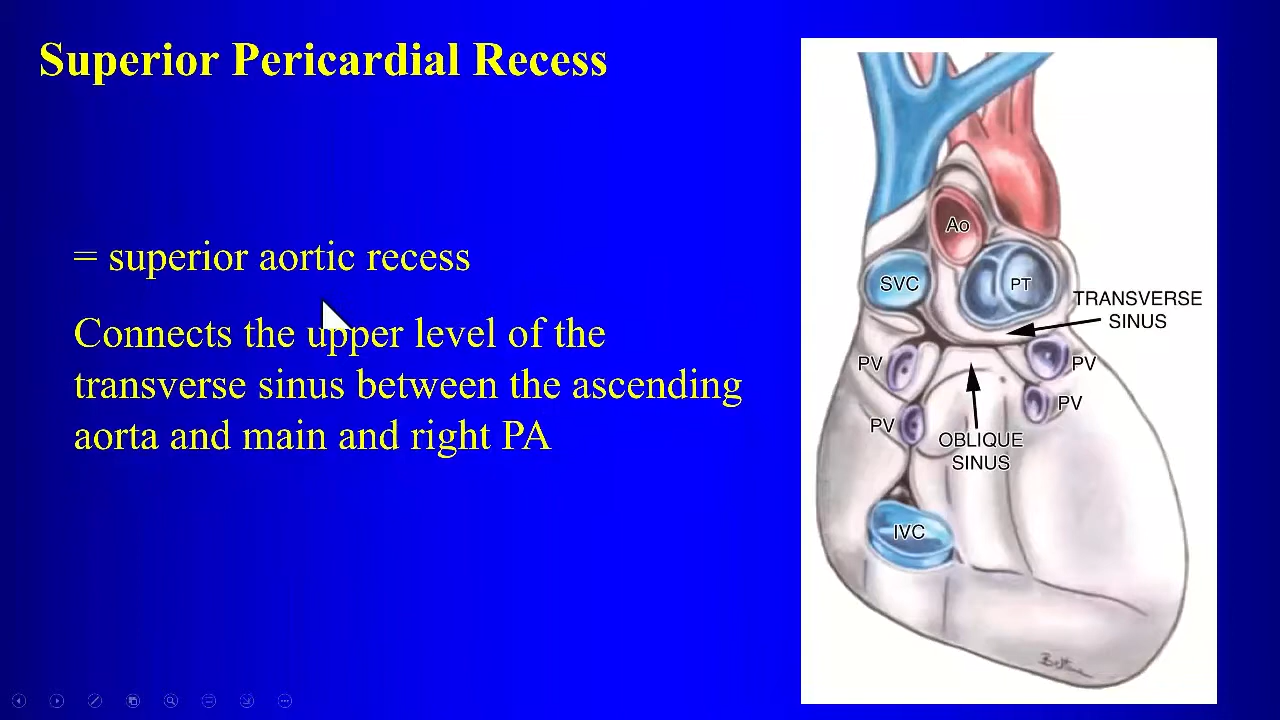 Superior Pericardial Recess
= superior aortic recess
Connects the upper level of the
transverse sinus between the ascending
aorta and main and right PA
Ao
SVC
PT
TRANSVERSE
SINUS
PV
PV
PV
PV
OBLIQUE
SINUS
IVC